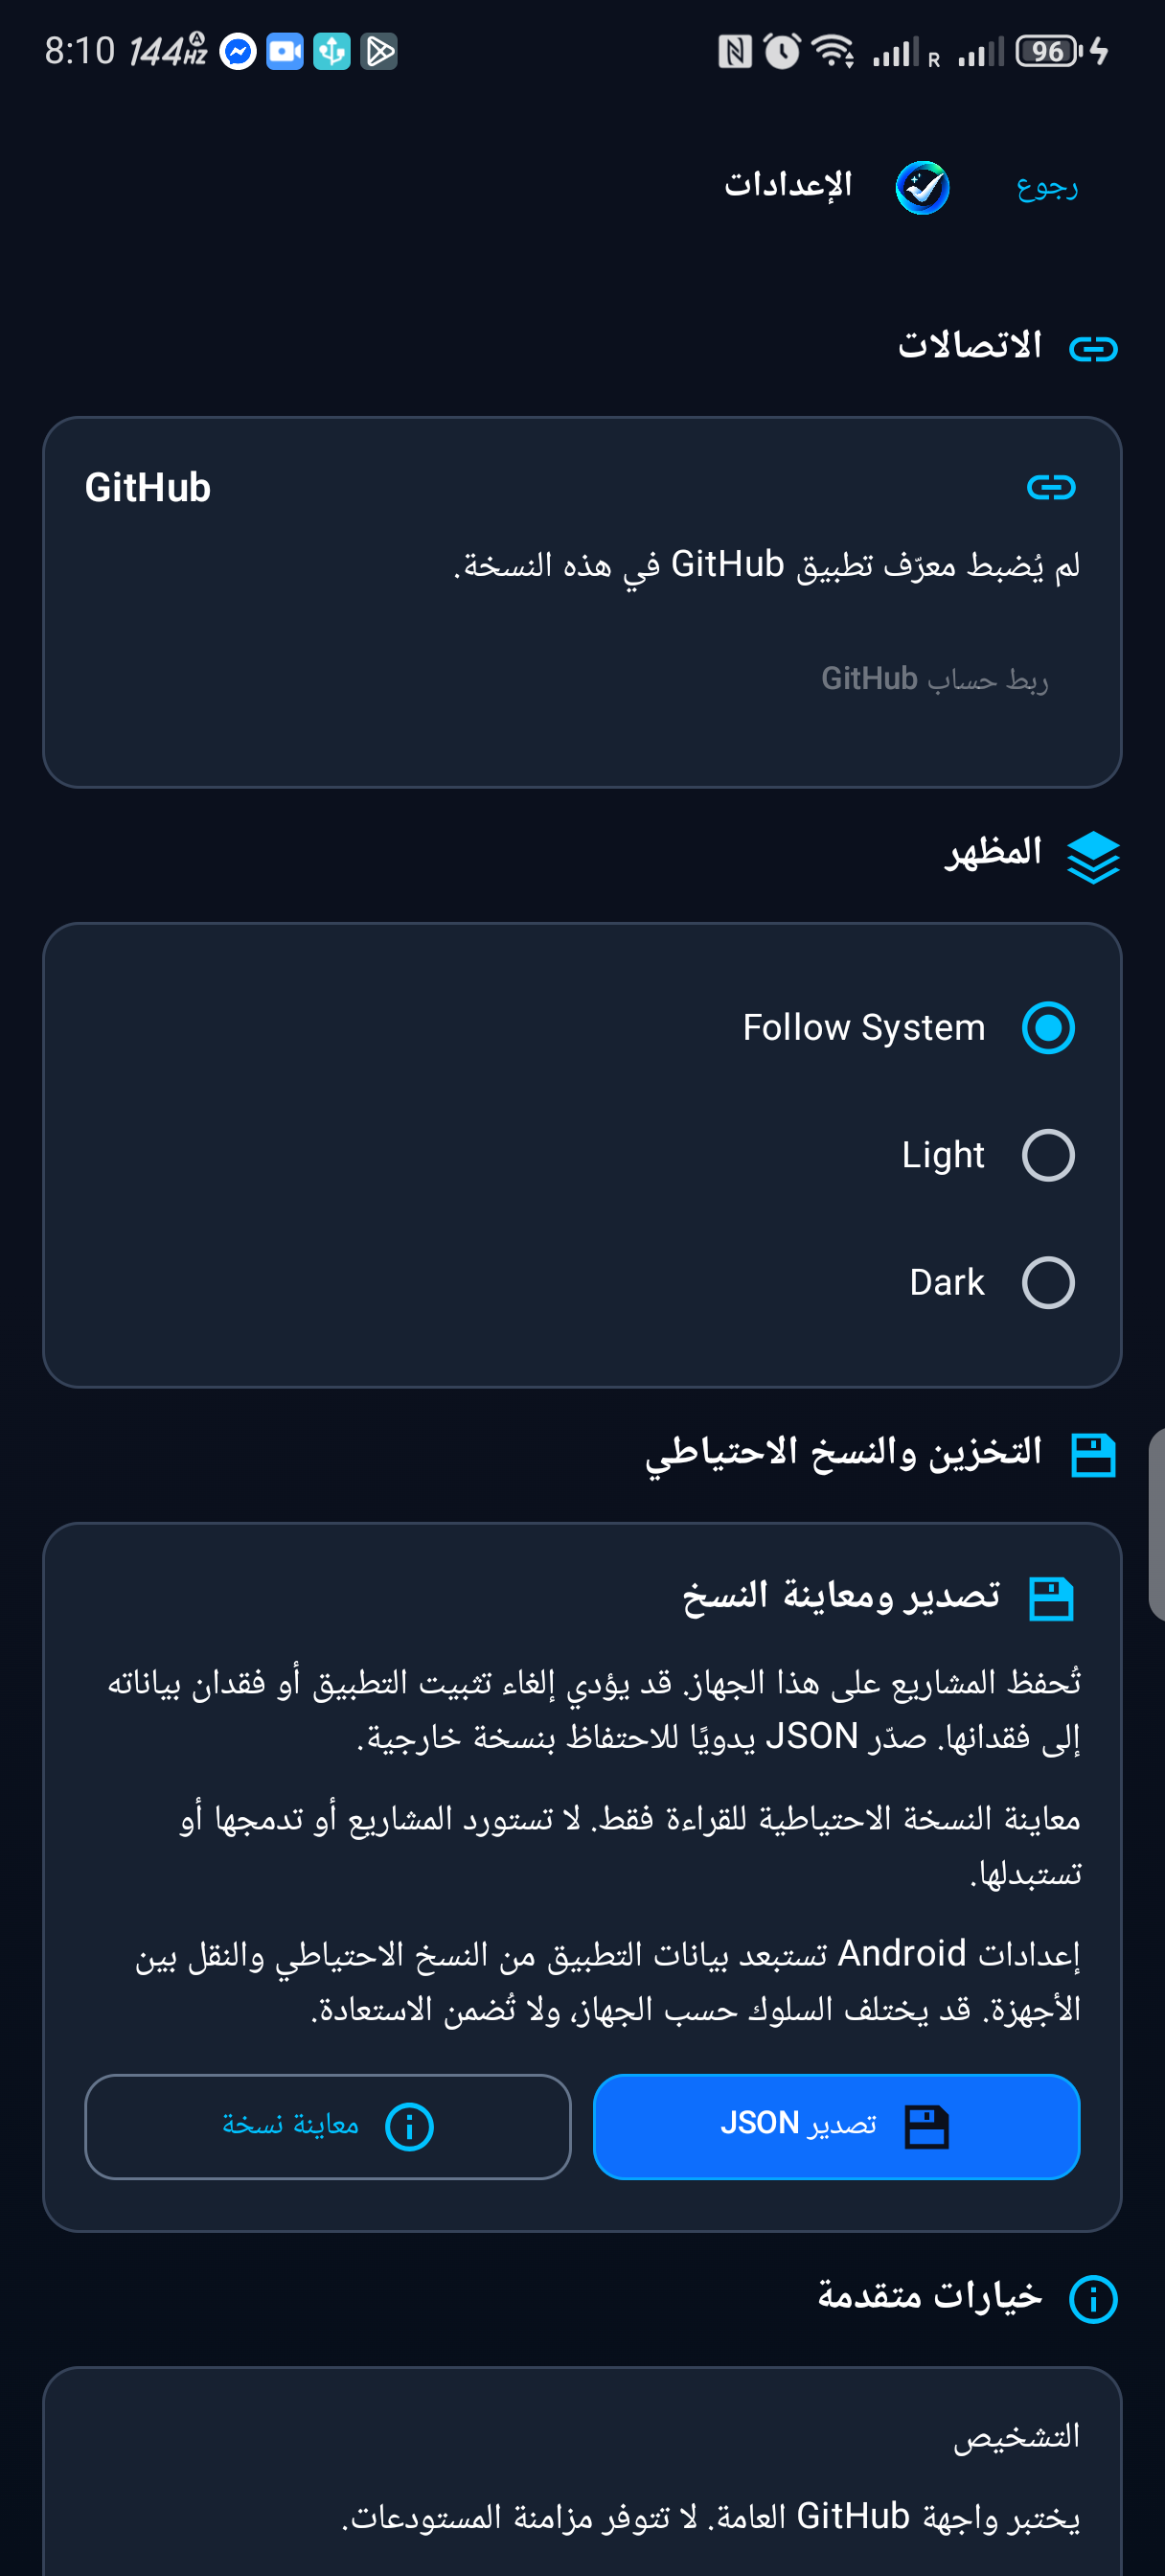 8:10 144HZ A R 96
رجوع
الإعدادات
الاتصالات
GitHub
لم يُضبط معرّف تطبيق GitHub في هذه النسخة.
ربط حساب GitHub
المظهر
Follow System
Light
Dark
التخزين والنسخ الاحتياطي
تصدير ومعاينة النسخ
تُحفظ المشاريع على هذا الجهاز. قد يؤدي إلغاء تثبيت التطبيق أو فقدان بياناته
إلى فقدانها. صدّر JSON يدويًا للاحتفاظ بنسخة خارجية.
معاينة النسخة الاحتياطية للقراءة فقط. لا تستورد المشاريع أو تدمجها أو
تستبدلها.
إعدادات Android تستبعد بيانات التطبيق من النسخ الاحتياطي والنقل بين
الأجهزة. قد يختلف السلوك حسب الجهاز، ولا تُضمن الاستعادة.
تصدير JSON
معاينة نسخة
خيارات متقدمة
التشخيص
يختبر واجهة GitHub العامة. لا تتوفر مزامنة المستودعات.